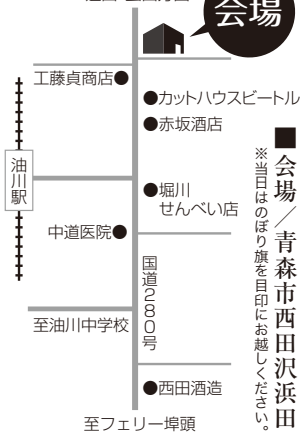 会場
工藤貞商店●
●カットハウスビートル
●赤坂酒店
油川駅
●堀川
せんべい店
中道医院●
国道280号
至油川中学校
●西田酒造
至フェリー埠頭
■会場／青森市西田沢浜田
※当日はのぼり旗を目印にお越しください。